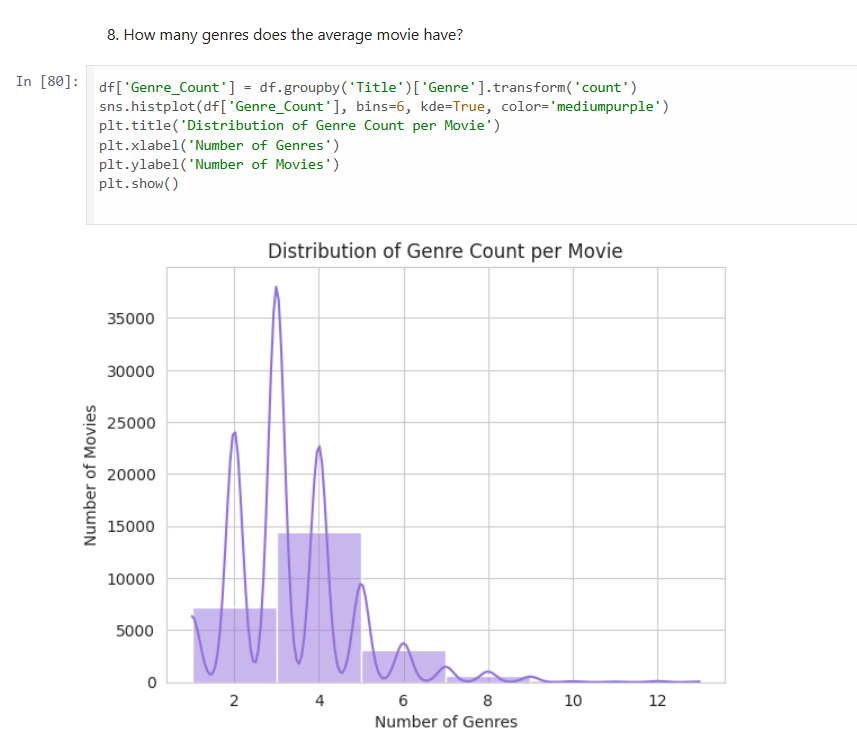 8. How many genres does the average movie have?
In [80]:
df['Genre_Count'] = df.groupby('Title')['Genre'].transform('count')
sns.histplot(df['Genre_Count'], bins=6, kde=True, color='mediumpurple')
plt.title('Distribution of Genre Count per Movie')
plt.xlabel('Number of Genres')
plt.ylabel('Number of Movies')
plt.show()
Distribution of Genre Count per Movie
Number of Movies
35000
30000
25000
20000
15000
10000
5000
0
2 4 6 8 10 12
Number of Genres